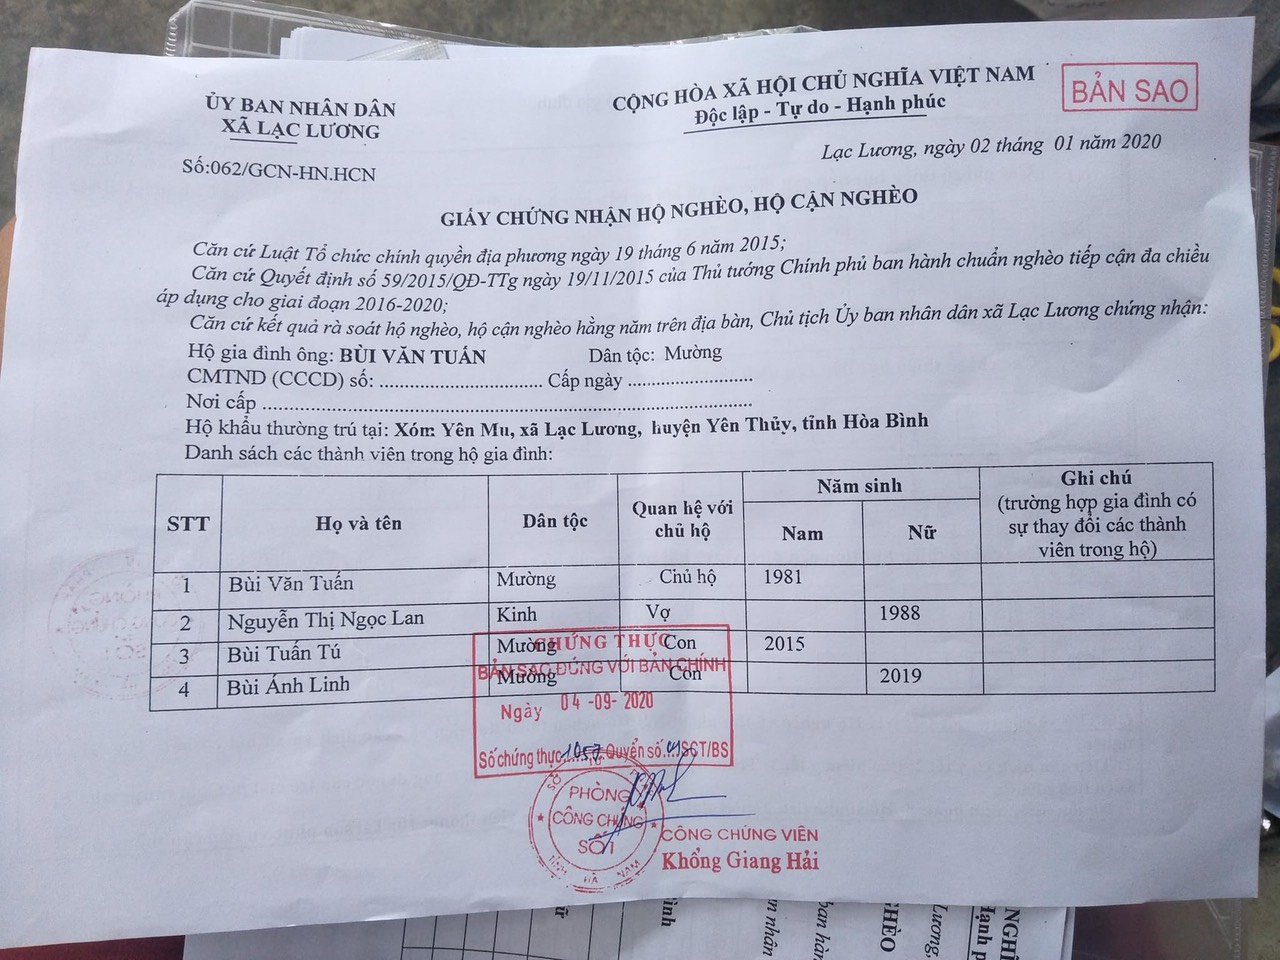 ỦY BAN NHÂN DÂN
XÃ LẠC LƯƠNG
Số:062/GCN-HN.HCN
CỘNG HÒA XÃ HỘI CHỦ NGHĨA VIỆT NAM
Độc lập - Tự do - Hạnh phúc
BẢN SAO
Lạc Lương, ngày 02 tháng 01 năm 2020
GIẤY CHỨNG NHẬN HỘ NGHÈO, HỘ CẬN NGHÈO
Căn cứ Luật Tổ chức chính quyền địa phương ngày 19 tháng 6 năm 2015;
Căn cứ Quyết định số 59/2015/QĐ-TTg ngày 19/11/2015 của Thủ tướng Chính phủ ban hành chuẩn nghèo tiếp cận đa chiều
áp dụng cho giai đoạn 2016-2020;
Căn cứ kết quả rà soát hộ nghèo, hộ cận nghèo hằng năm trên địa bàn, Chủ tịch Ủy ban nhân dân xã Lạc Lương chứng nhận:
Hộ gia đình ông: BÙI VĂN TUẤN Dân tộc: Mường
CMTND (CCCD) số: ................................ Cấp ngày ........................
Nơi cấp ................................................................................................
Hộ khẩu thường trú tại: Xóm Yên Mu, xã Lạc Lương, huyện Yên Thủy, tỉnh Hòa Bình
Danh sách các thành viên trong hộ gia đình:
STT Họ và tên Dân tộc Quan hệ với chủ hộ Năm sinh Nam Nữ Ghi chú
(trường hợp gia đình có
sự thay đổi các thành
viên trong hộ)
1 Bùi Văn Tuấn Mường Chủ hộ 1981
2 Nguyễn Thị Ngọc Lan Kinh Vợ 1988
3 Bùi Tuấn Tú Mường Con 2015
4 Bùi Ánh Linh Mường Con 2019
CHỨNG THỰC
BẢN SAO ĐÚNG VỚI BẢN CHÍNH
Ngày 04 -09- 2020
Số chứng thực 1057 Quyển số SCT/BS
PHÒNG
CÔNG CHỨNG
SỐ 1
TỈNH HÀ NAM
CÔNG CHỨNG VIÊN
Khổng Giang Hải